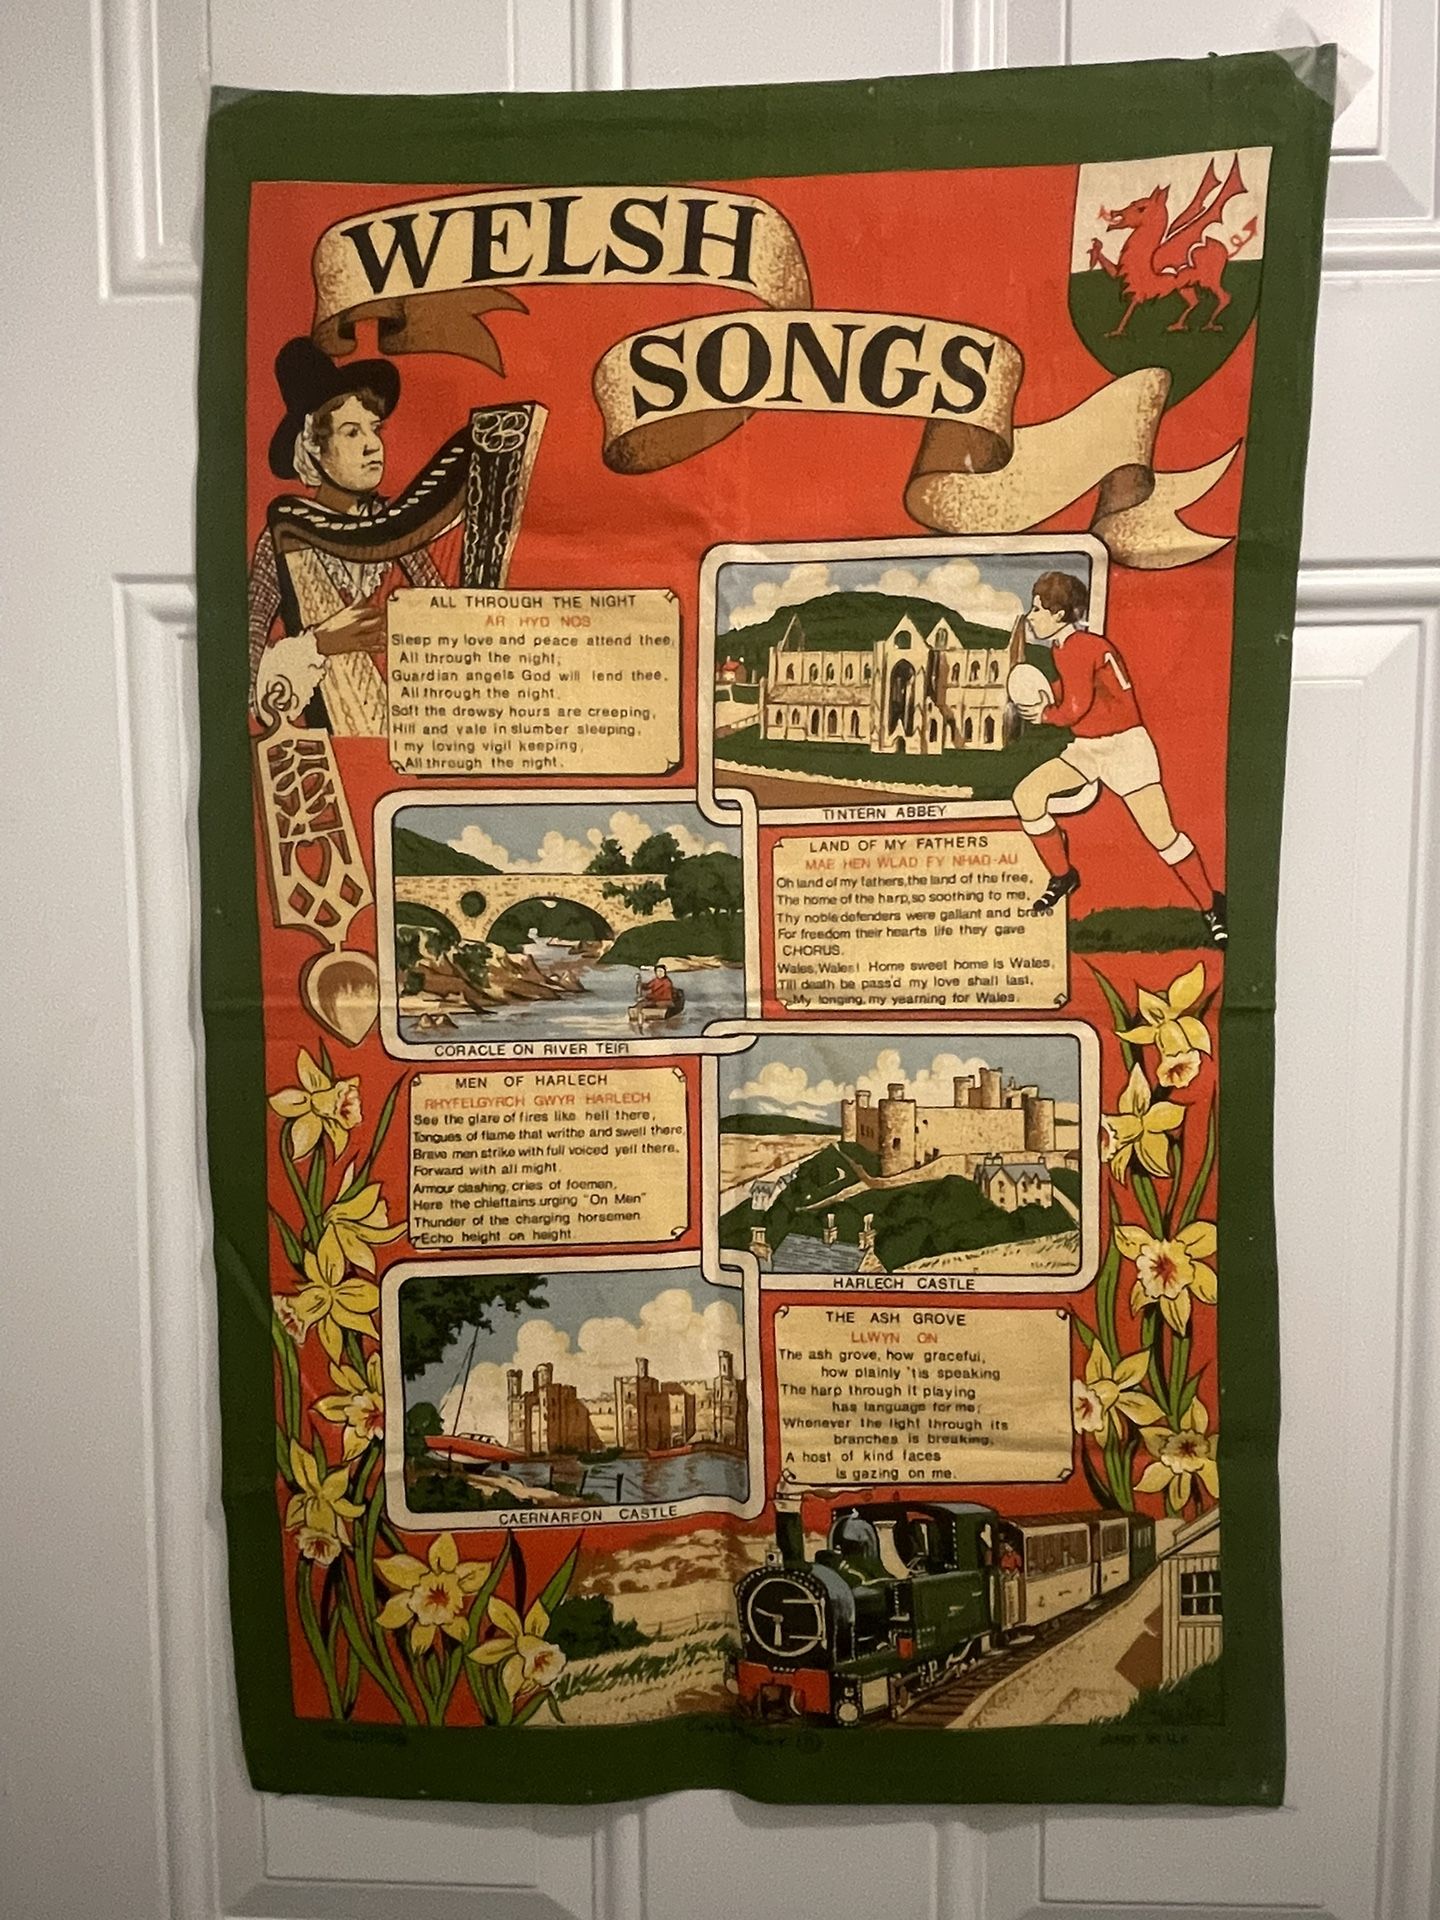 WELSH
SONGS
ALL THROUGH THE NIGHT
AR HYD NOS
Sleep my love and peace attend thee,
All through the night;
Guardian angels God will lend thee,
All through the night.
Soft the drowsy hours are creeping,
Hill and vale in slumber sleeping,
I my loving vigil keeping,
All through the night.
1
TINTERN ABBEY
LAND OF MY FATHERS
MAE HEN WLAD FY NHAD-AU
Oh land of my fathers, the land of the free,
The home of the harp, so soothing to me,
Thy noble defenders were gallant and brave
For freedom their hearts life they gave
CHORUS.
Wales, Wales! Home sweet home is Wales,
Till death be pass'd my love shall last,
My longing, my yearning for Wales.
CORACLE ON RIVER TEIFI
MEN OF HARLECH
RHYFELGYRCH GWYR HARLECH
See the glare of fires like hell there,
Tongues of flame that writhe and swell there,
Brave men strike with full voiced yell there,
Forward with all might.
Armour clashing, cries of foemen,
Here the chieftains urging "On Men"
Thunder of the charging horsemen
Echo height on height.
HARLECH CASTLE
THE ASH GROVE
LLWYN ON
The ash grove, how graceful,
how plainly 'tis speaking
The harp through it playing
has language for me;
Whenever the light through its
branches is breaking,
A host of kind faces
is gazing on me.
CAERNARFON CASTLE
MADE IN U.K.